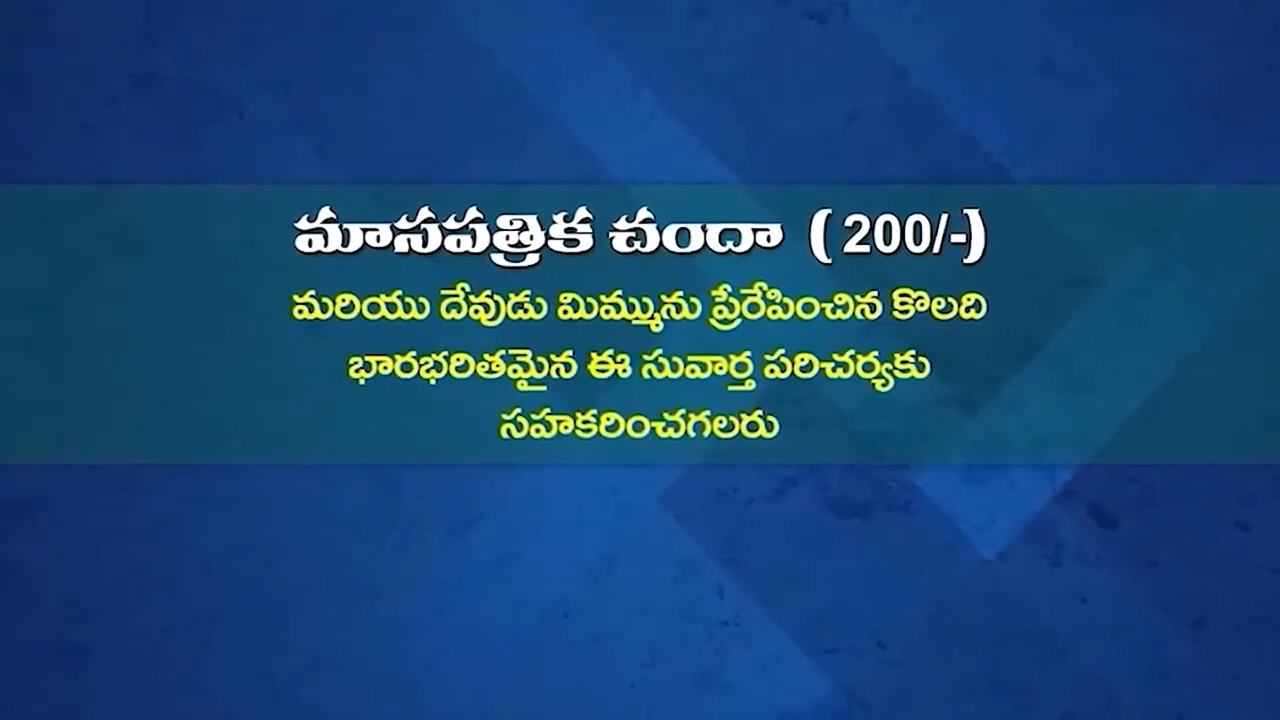 మాసపత్రిక చందా ( 200/-)
మరియు దేవుడు మిమ్మును ప్రేరేపించిన కొలది
భారభరితమైన ఈ సువార్త పరిచర్యకు
సహకరించగలరు